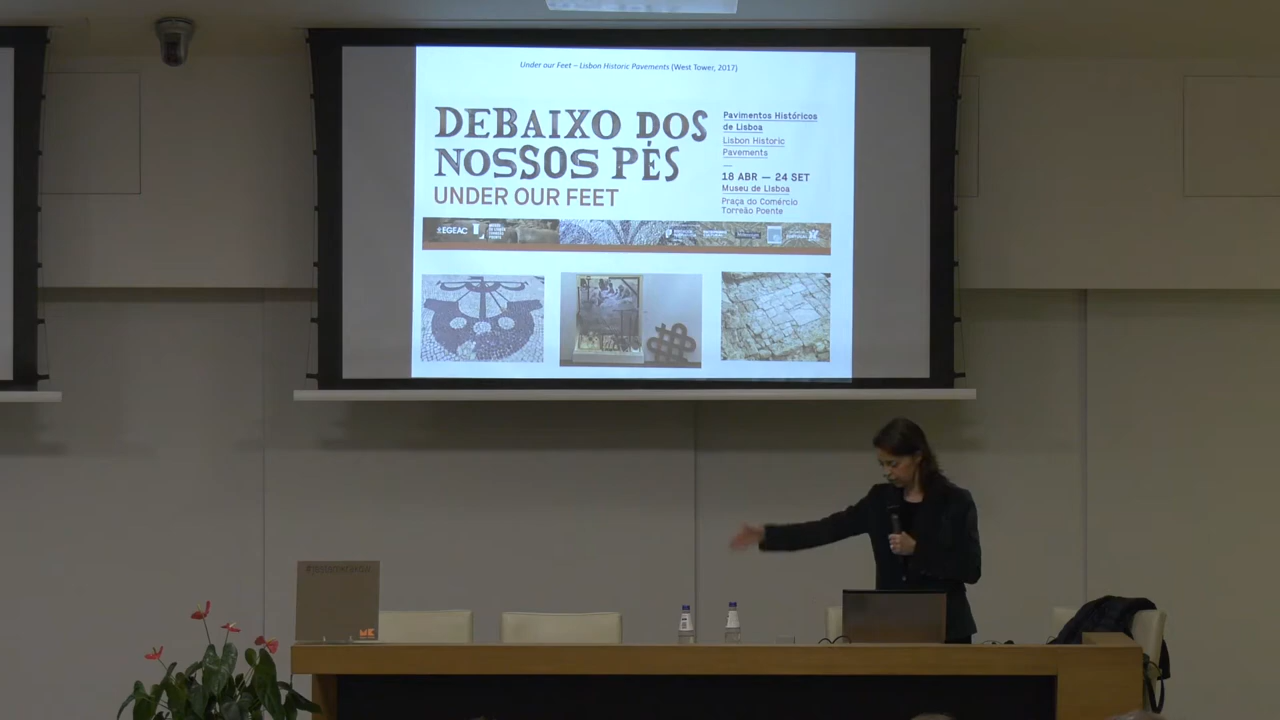 Under our Feet – Lisbon Historic Pavements (West Tower, 2017)
DEBAIXO DOS
NOSSOS PÉS
UNDER OUR FEET
Pavimentos Históricos
de Lisboa
Lisbon Historic
Pavements
—
18 ABR — 24 SET
Museu de Lisboa
Praça do Comércio
Torreão Poente
EGEAC